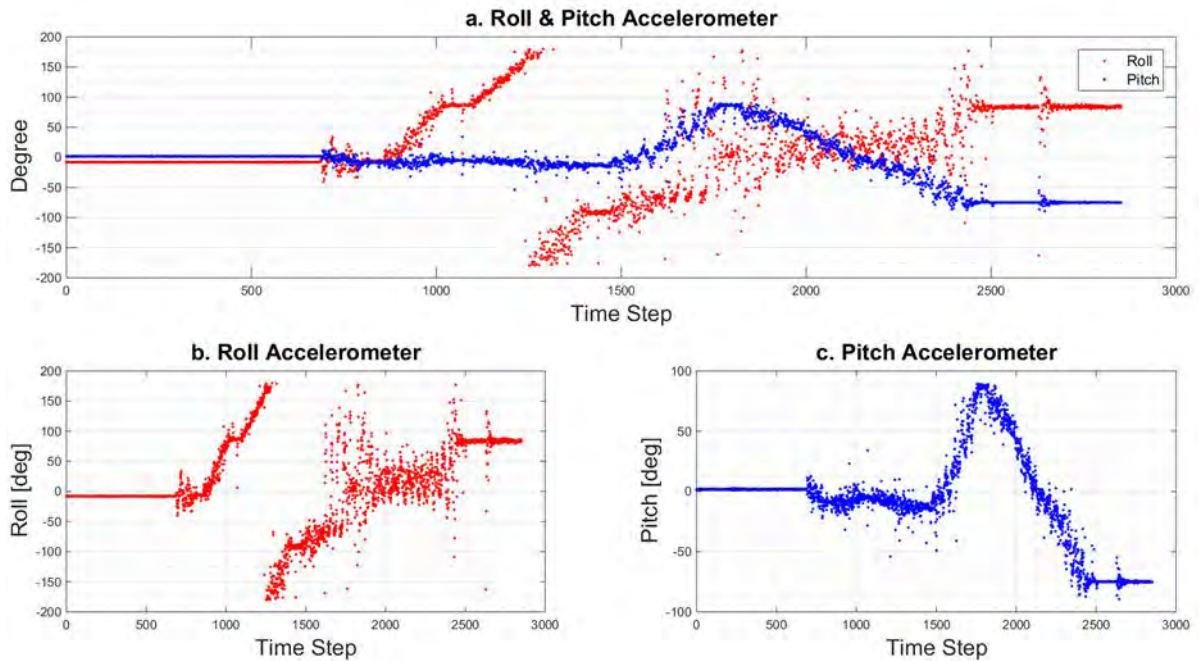 a. Roll & Pitch Accelerometer
200
150
100
50
0
-50
-100
-150
-200
Degree
Roll
Pitch
0 500 1000 1500 2000 2500 3000
Time Step
b. Roll Accelerometer
200
150
100
50
0
-50
-100
-150
-200
Roll [deg]
0 500 1000 1500 2000 2500 3000
Time Step
c. Pitch Accelerometer
100
50
0
-50
-100
Pitch [deg]
0 500 1000 1500 2000 2500 3000
Time Step